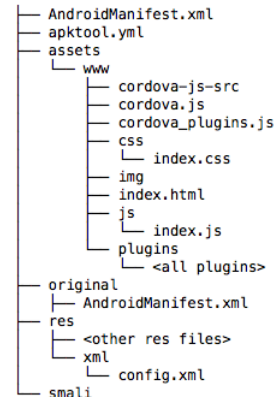 ├── AndroidManifest.xml
├── apktool.yml
├── assets
│   └── www
│       ├── cordova-js-src
│       ├── cordova.js
│       ├── cordova_plugins.js
│       ├── css
│       │   └── index.css
│       ├── img
│       ├── index.html
│       ├── js
│       │   └── index.js
│       └── plugins
│           └── <all plugins>
├── original
│   ├── AndroidManifest.xml
├── res
│   ├── <other res files>
│   └── xml
│       └── config.xml
└── smali